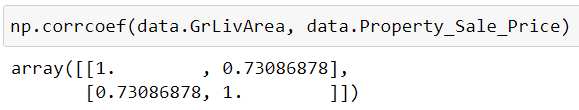 np.corrcoef(data.GrLivArea, data.Property_Sale_Price)
array([[1.        , 0.73086878],
       [0.73086878, 1.        ]])